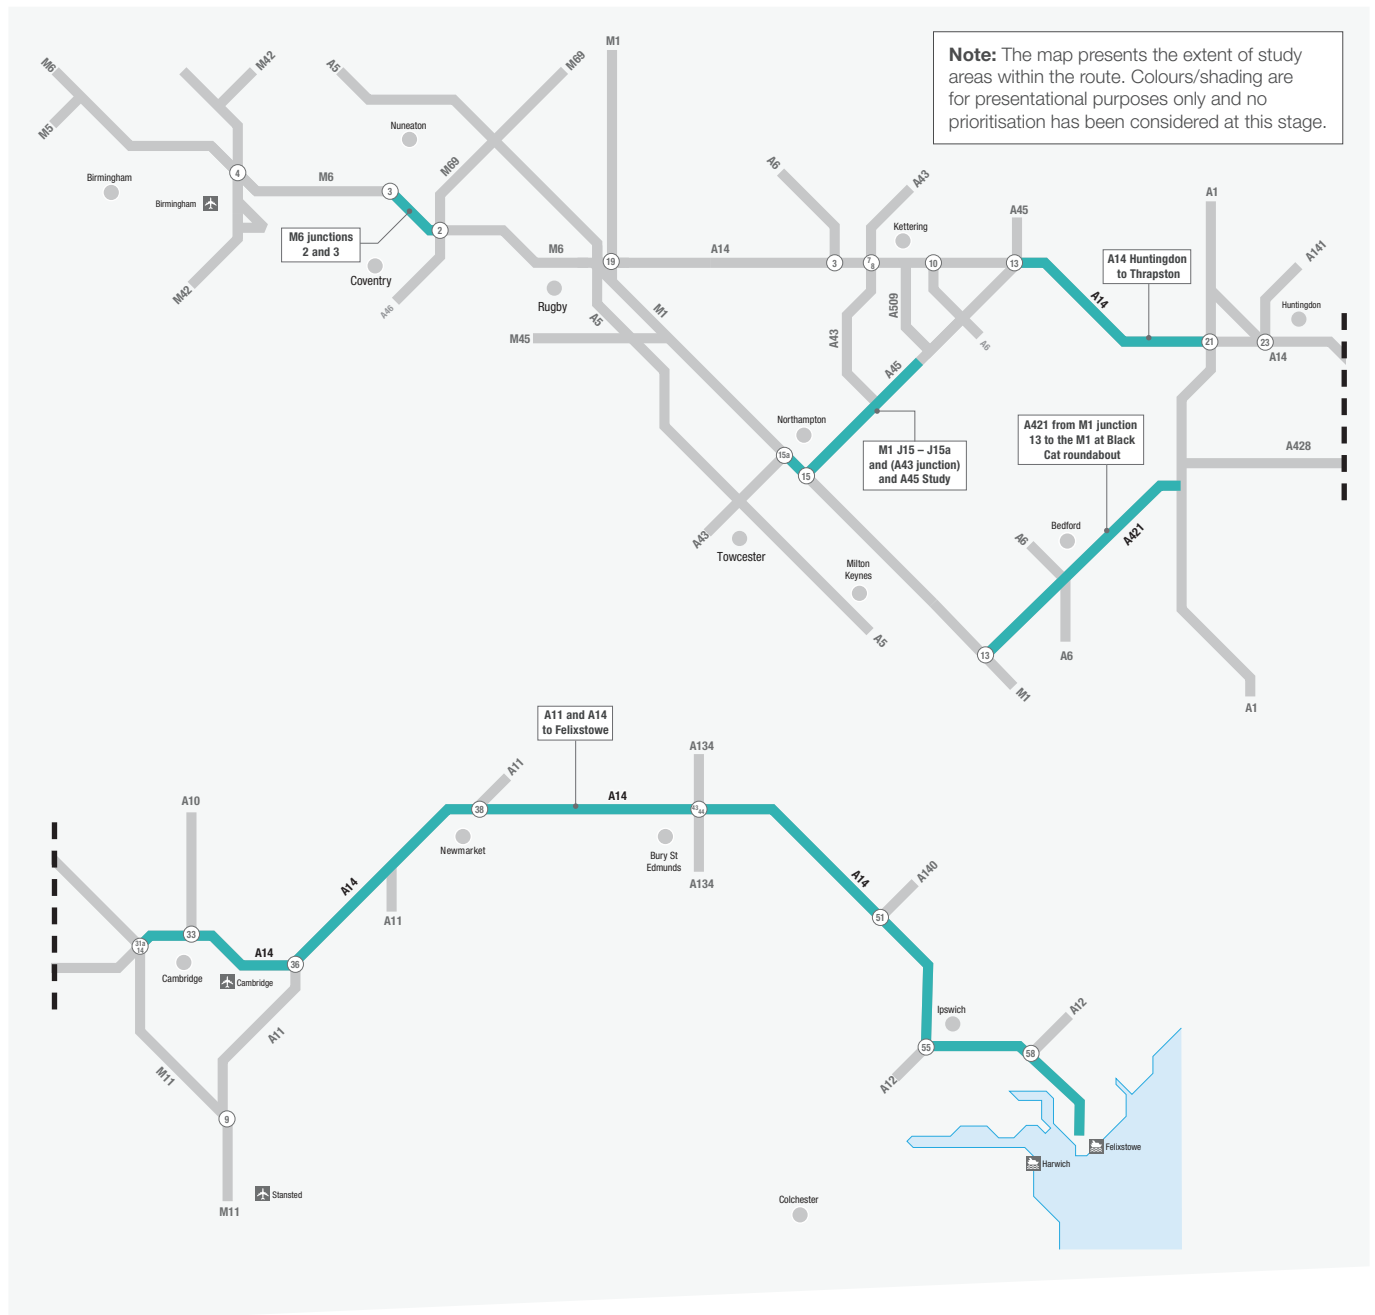 Note: The map presents the extent of study
areas within the route. Colours/shading are
for presentational purposes only and no
prioritisation has been considered at this stage.
M6
M5
M42
A5
M69
M1
Nuneaton
Birmingham
Birmingham
4
M6
3
M69
2
M6 junctions
2 and 3
Coventry
M42
A46
M6
Rugby
19
A14
A5
M1
M45
A6
A43
Kettering
3
7
8
10
A45
13
A509
A43
A6
A45
A14
A14 Huntingdon
to Thrapston
A1
A141
Huntingdon
21
23
A14
Northampton
15a
15
M1 J15 – J15a
and (A43 junction)
and A45 Study
A421 from M1 junction
13 to the M1 at Black
Cat roundabout
A428
A43
Towcester
Milton
Keynes
A5
Bedford
A6
A421
A6
13
M1
A1
A11 and A14
to Felixstowe
A134
A11
A14
38
43
44
Newmarket
Bury St
Edmunds
A134
A10
A14
A11
A14
A140
51
31a
14
33
A14
36
Cambridge
Cambridge
A11
M11
9
Stansted
M11
Ipswich
A12
55
58
A12
Felixstowe
Harwich
Colchester